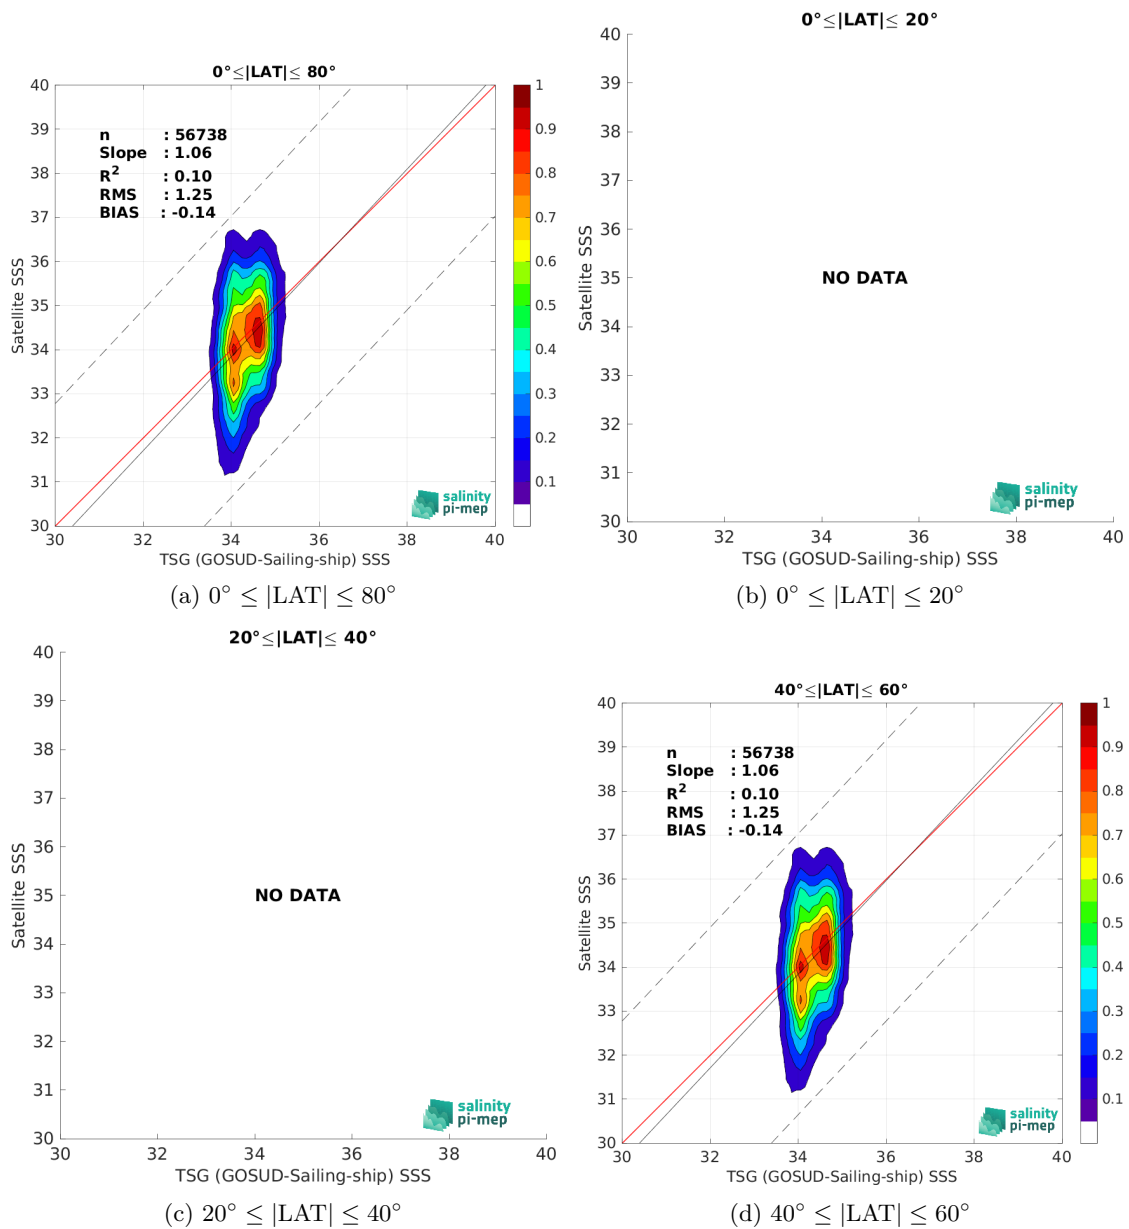 0°≤|LAT|≤ 80°
40
39
38
37
36
35
34
33
32
31
30
Satellite SSS
n : 56738
Slope : 1.06
R² : 0.10
RMS : 1.25
BIAS : -0.14
1
0.9
0.8
0.7
0.6
0.5
0.4
0.3
0.2
0.1
salinity
pi-mep
30 32 34 36 38 40
TSG (GOSUD-Sailing-ship) SSS
(a) 0° ≤ |LAT| ≤ 80°
0°≤|LAT|≤ 20°
40
39
38
37
36
35
34
33
32
31
30
Satellite SSS
NO DATA
salinity
pi-mep
30 32 34 36 38 40
TSG (GOSUD-Sailing-ship) SSS
(b) 0° ≤ |LAT| ≤ 20°
20°≤|LAT|≤ 40°
40
39
38
37
36
35
34
33
32
31
30
Satellite SSS
NO DATA
salinity
pi-mep
30 32 34 36 38 40
TSG (GOSUD-Sailing-ship) SSS
(c) 20° ≤ |LAT| ≤ 40°
40°≤|LAT|≤ 60°
40
39
38
37
36
35
34
33
32
31
30
Satellite SSS
n : 56738
Slope : 1.06
R² : 0.10
RMS : 1.25
BIAS : -0.14
1
0.9
0.8
0.7
0.6
0.5
0.4
0.3
0.2
0.1
salinity
pi-mep
30 32 34 36 38 40
TSG (GOSUD-Sailing-ship) SSS
(d) 40° ≤ |LAT| ≤ 60°